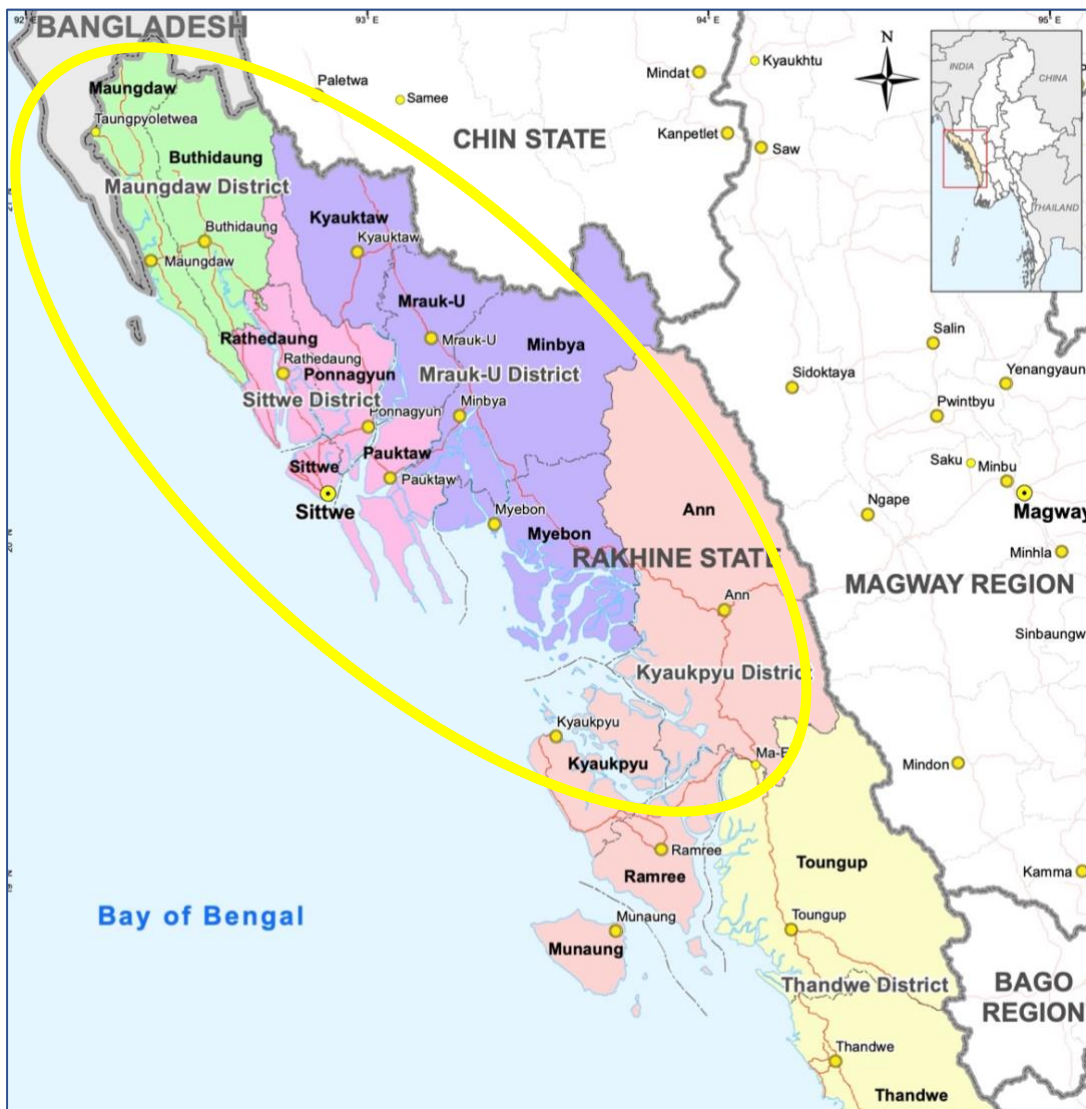 92°E
93°E
94°E
95°E
BANGLADESH
N
INDIA
CHINA
THAILAND
Maungdaw
Paletwa
Samee
Mindat
Kyaukhtu
Taungpyoletwea
CHIN STATE
Kanpetlet
Saw
Buthidaung
Maungdaw District
Kyauktaw
Kyauktaw
Buthidaung
Maungdaw
Mrauk-U
Rathedaung
Mrauk-U
Minbya
Salin
Rathedaung
Ponnagyun
Mrauk-U District
Sidoktaya
Yenangyaun
Sittwe District
Ponnagyun
Minbya
Pwintbyu
Pauktaw
Sittwe
Pauktaw
Saku
Minbu
Sittwe
Myebon
Ann
Ngape
Magway
Myebon
RAKHINE STATE
Minhla
MAGWAY REGION
Ann
Sinbaungw
Kyaukpyu District
Kyaukpyu
Kyaukpyu
Ma-E
Mindon
Ramree
Toungup
Ramree
Kamma
Bay of Bengal
Munaung
Toungup
Munaung
Thandwe District
BAGO
REGION
Thandwe
Thandwe